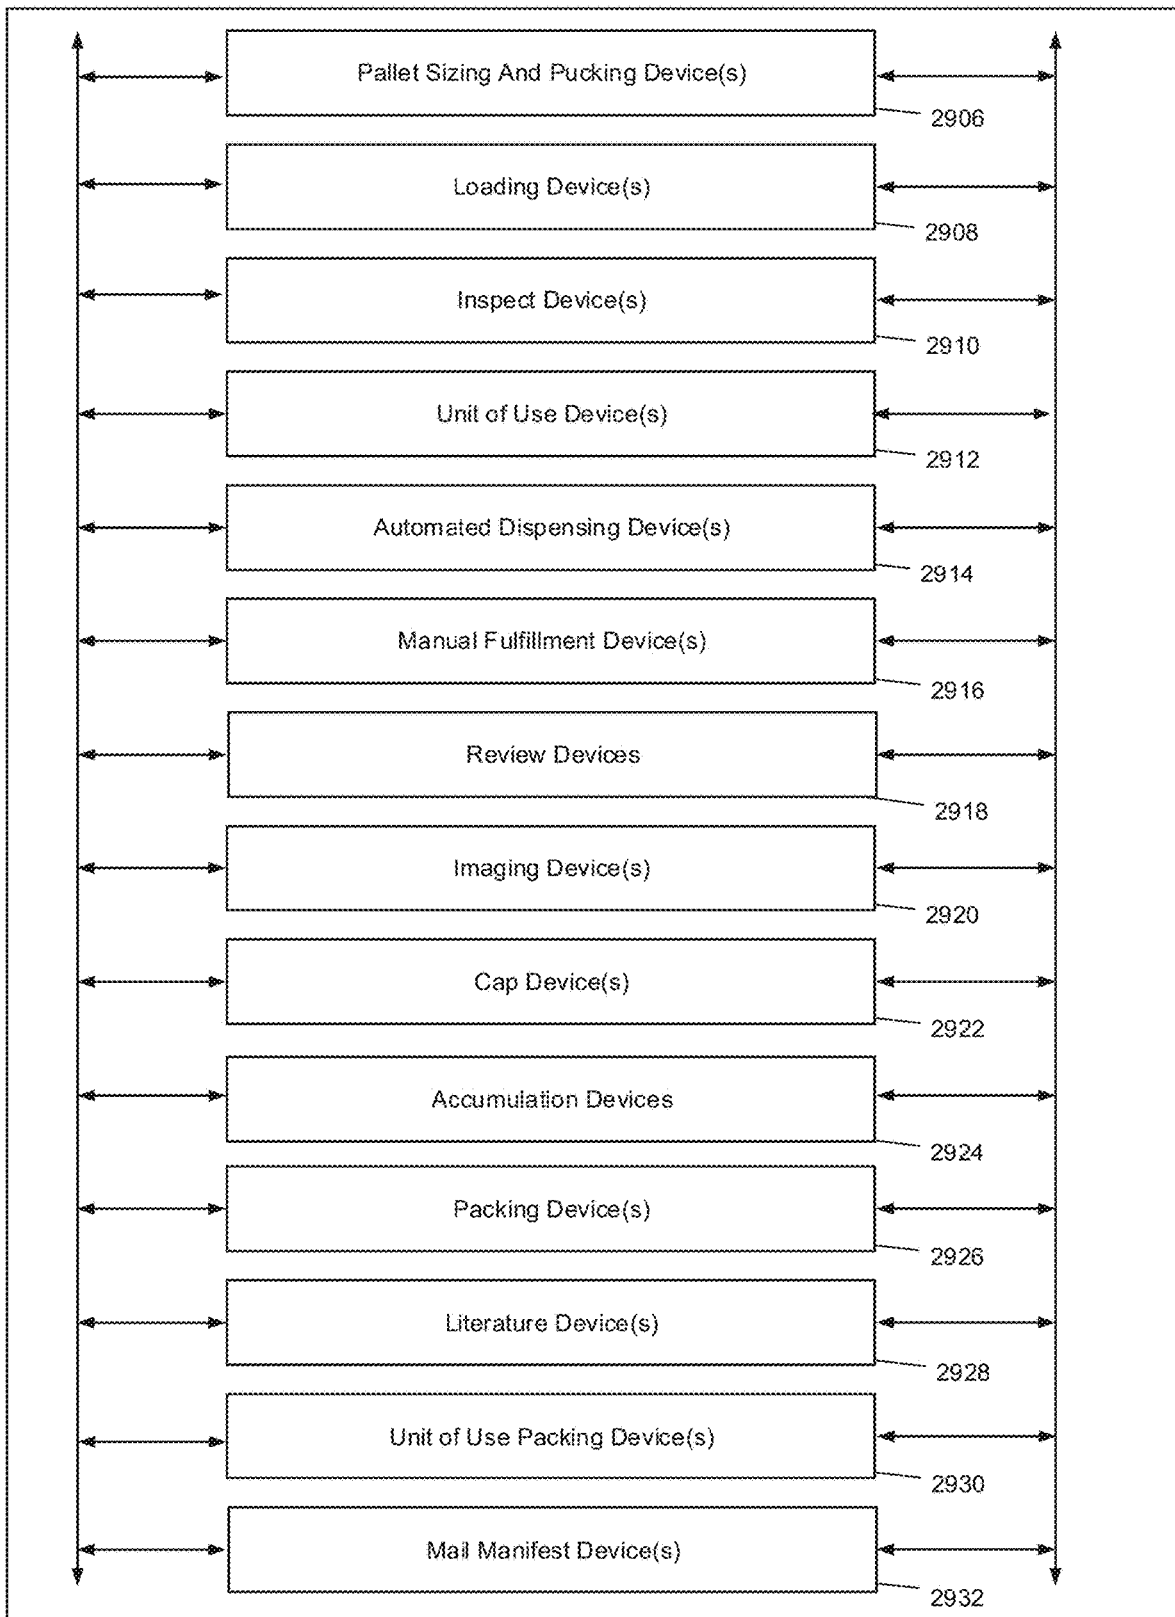 Pallet Sizing And Pucking Device(s)
2906
Loading Device(s)
2908
Inspect Device(s)
2910
Unit of Use Device(s)
2912
Automated Dispensing Device(s)
2914
Manual Fulfillment Device(s)
2916
Review Devices
2918
Imaging Device(s)
2920
Cap Device(s)
2922
Accumulation Devices
2924
Packing Device(s)
2926
Literature Device(s)
2928
Unit of Use Packing Device(s)
2930
Mail Manifest Device(s)
2932